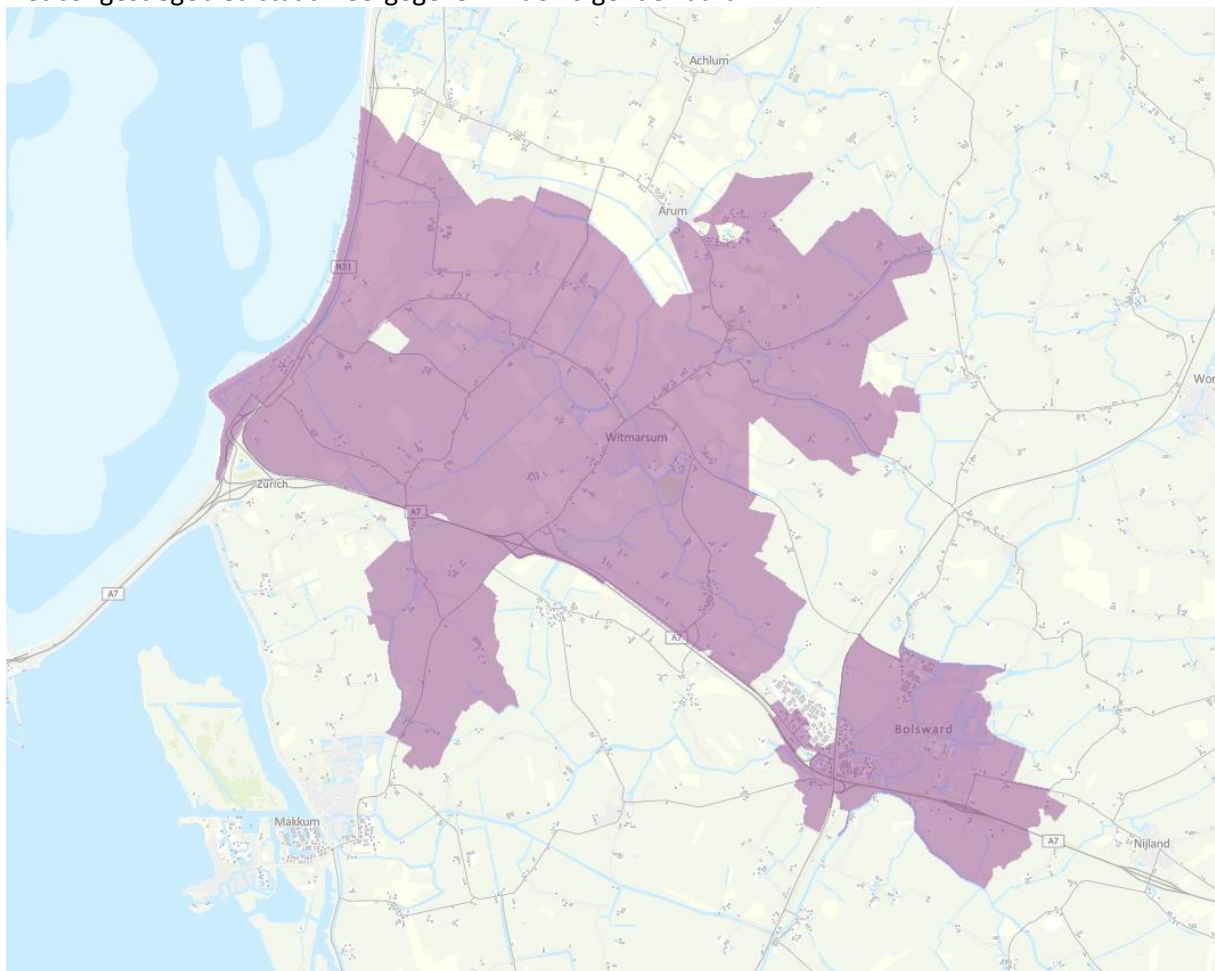 Achlum
Arum
N31
Wor
Witmarsum
Zurich
A7
A7
A7
Bolsward
Makkum
A7
Nijland